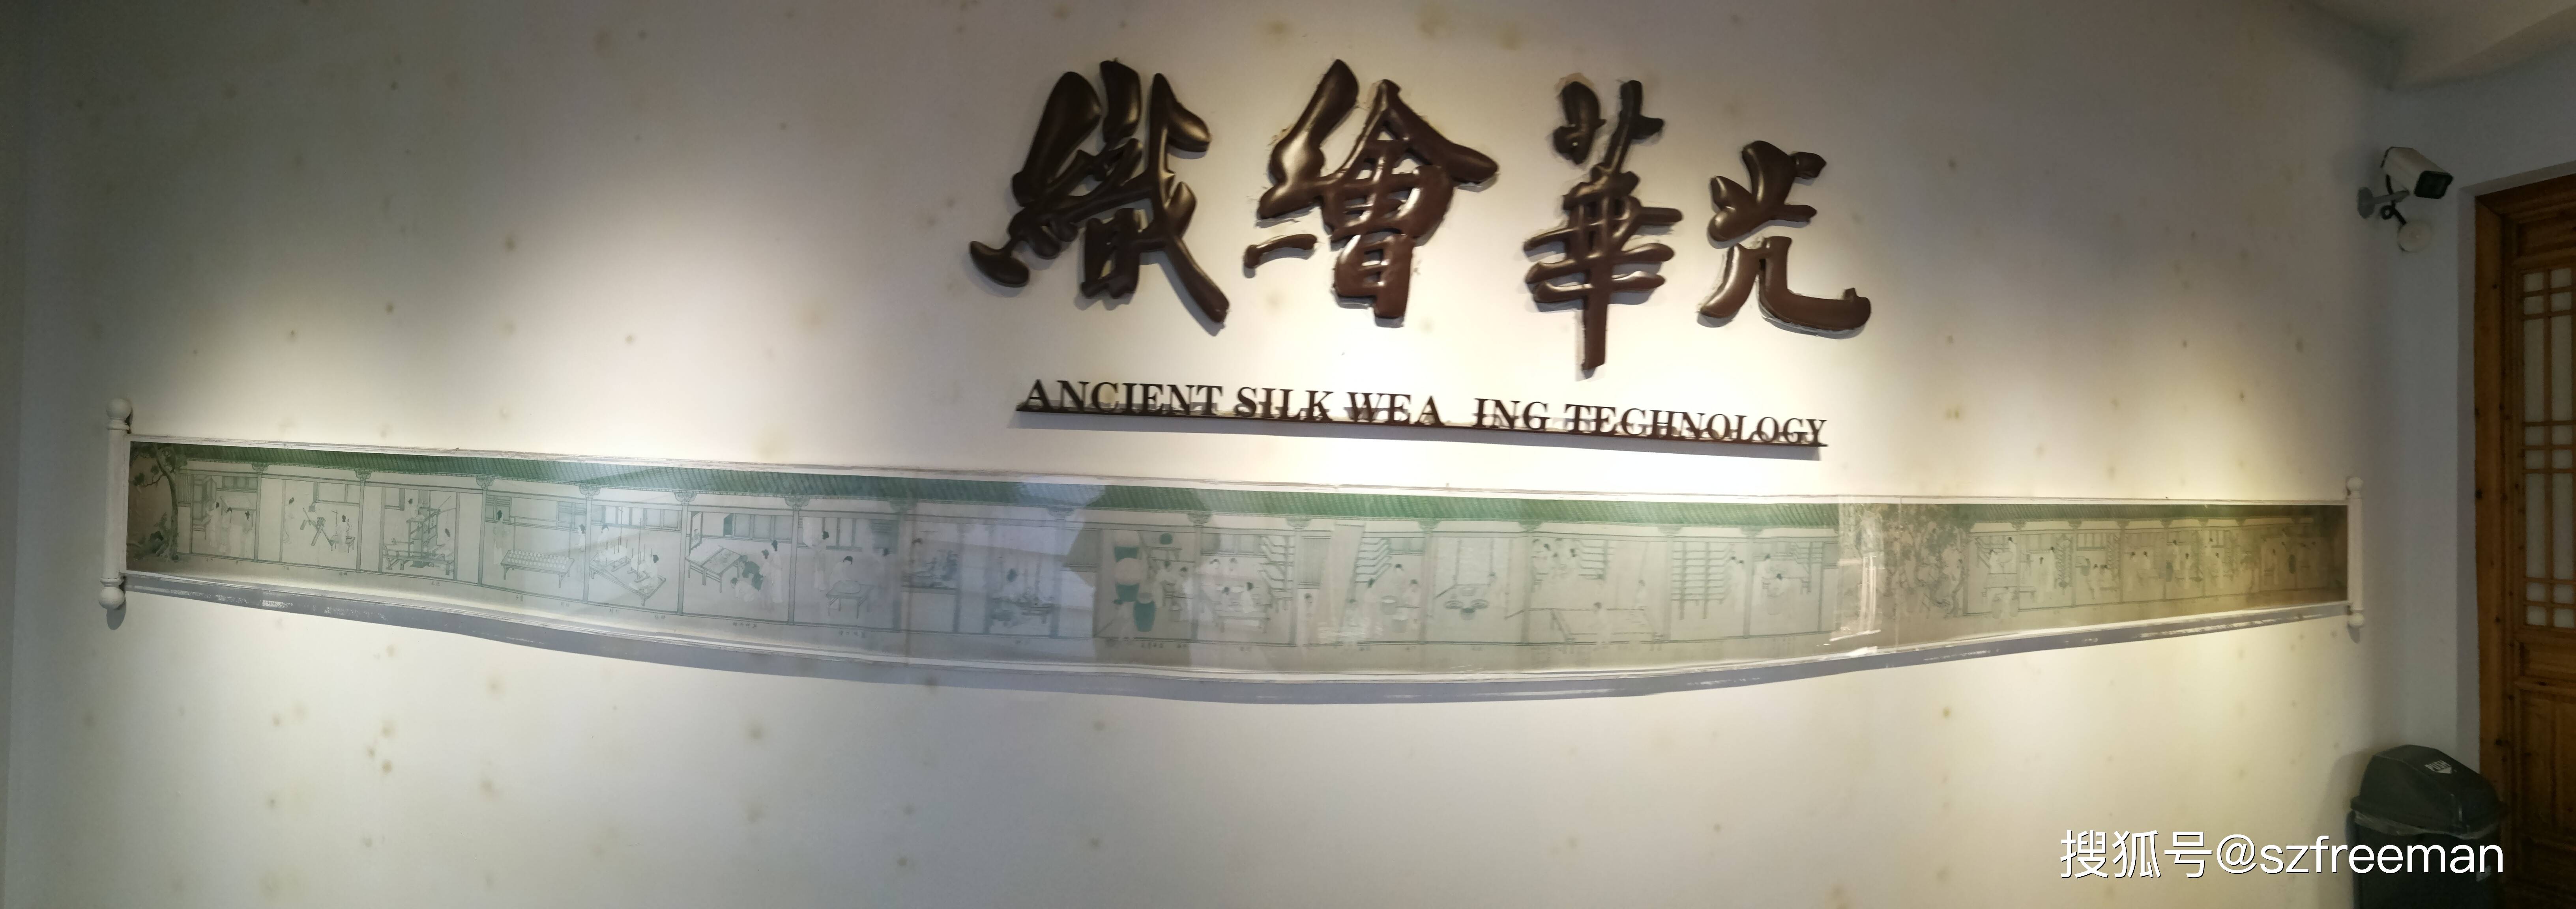 織繪華光
ANCIENT SILK WEA ING TECHNOLOGY
搜狐号@szfreeman